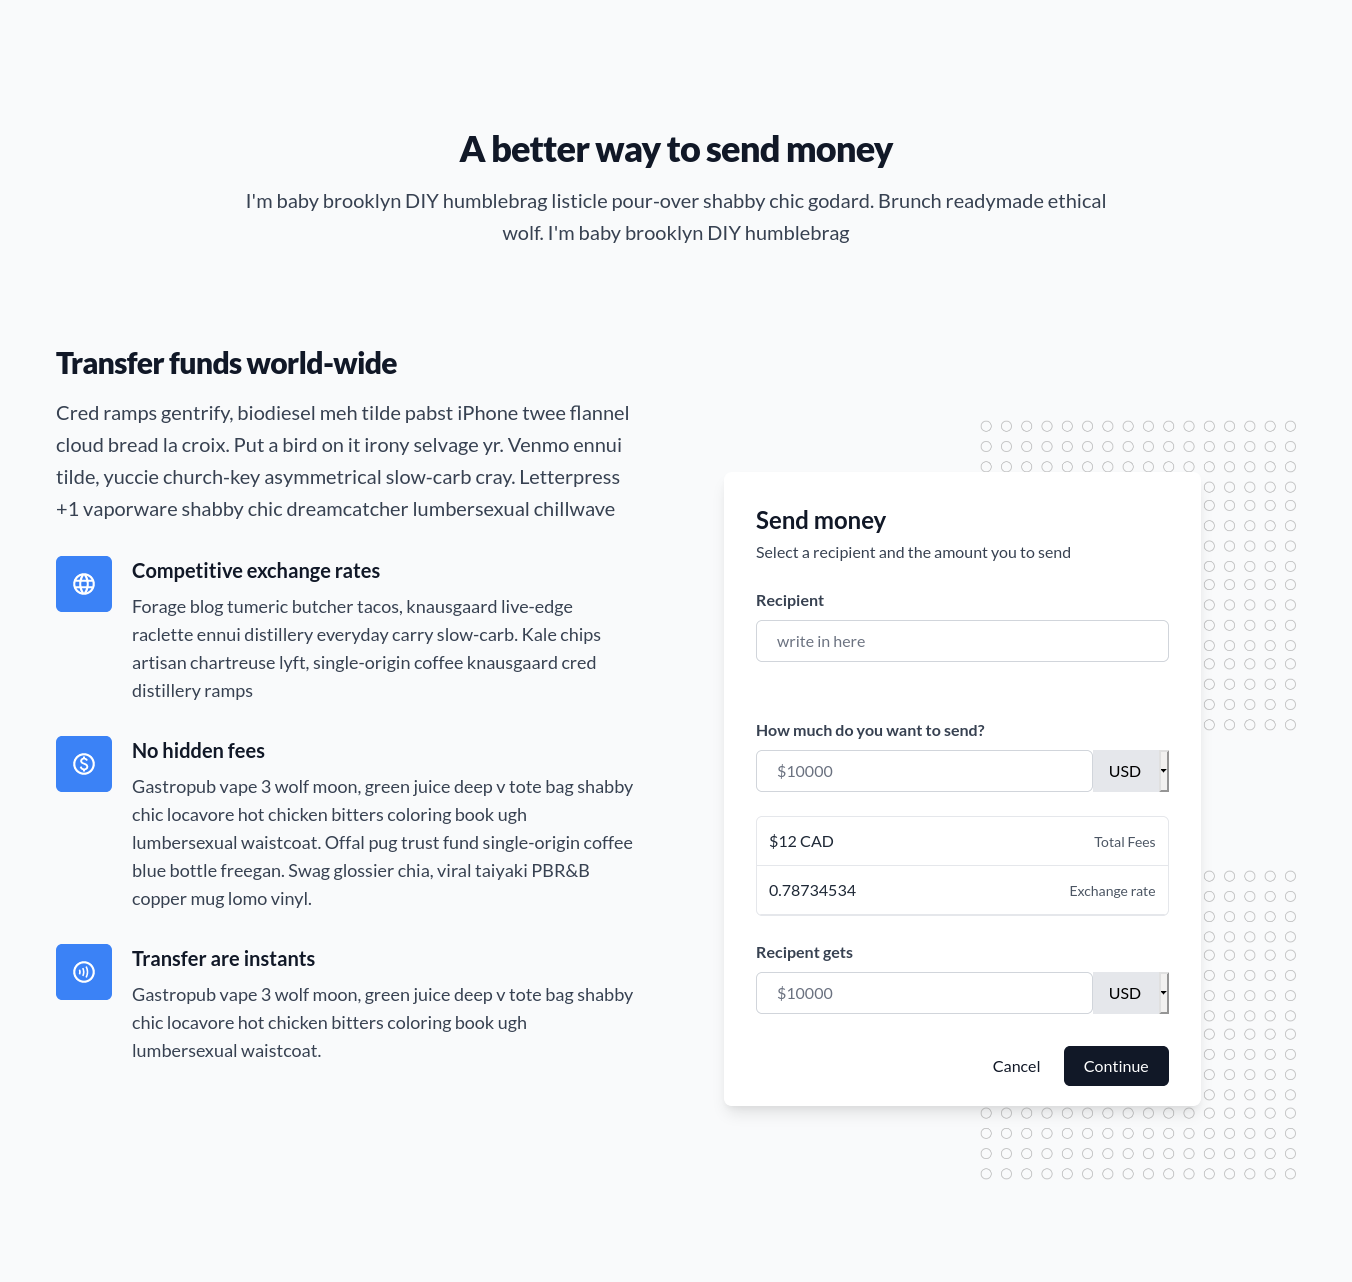 A better way to send money
I'm baby brooklyn DIY humblebrag listicle pour-over shabby chic godard. Brunch readymade ethical
wolf. I'm baby brooklyn DIY humblebrag
Transfer funds world-wide
Cred ramps gentrify, biodiesel meh tilde pabst iPhone twee flannel
cloud bread la croix. Put a bird on it irony selvage yr. Venmo ennui
tilde, yuccie church-key asymmetrical slow-carb cray. Letterpress
+1 vaporware shabby chic dreamcatcher lumbersexual chillwave
Competitive exchange rates
Forage blog tumeric butcher tacos, knausgaard live-edge
raclette ennui distillery everyday carry slow-carb. Kale chips
artisan chartreuse lyft, single-origin coffee knausgaard cred
distillery ramps
No hidden fees
Gastropub vape 3 wolf moon, green juice deep v tote bag shabby
chic locavore hot chicken bitters coloring book ugh
lumbersexual waistcoat. Offal pug trust fund single-origin coffee
blue bottle freegan. Swag glossier chia, viral taiyaki PBR&B
copper mug lomo vinyl.
Transfer are instants
Gastropub vape 3 wolf moon, green juice deep v tote bag shabby
chic locavore hot chicken bitters coloring book ugh
lumbersexual waistcoat.
Send money
Select a recipient and the amount you to send
Recipient
write in here
How much do you want to send?
$10000 USD
$12 CAD Total Fees
0.78734534 Exchange rate
Recipent gets
$10000 USD
Cancel Continue